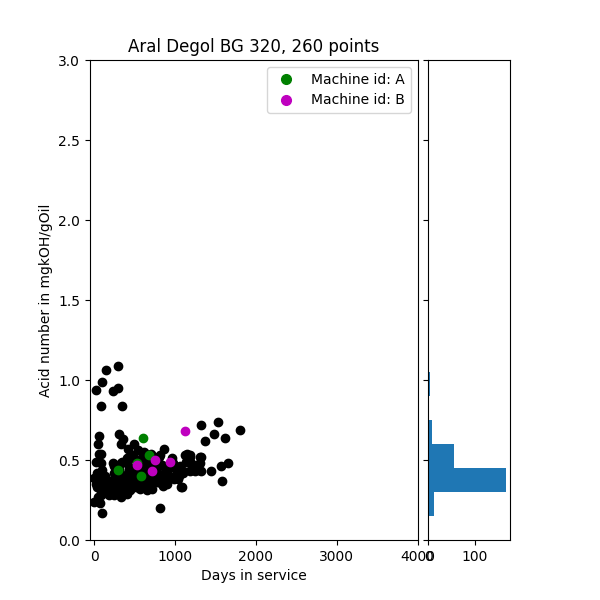 Aral Degol BG 320, 260 points
Machine id: A
Machine id: B
Acid number in mgkOH/gOil
3.0
2.5
2.0
1.5
1.0
0.5
0.0
0
1000
2000
3000
4000
0
100
Days in service